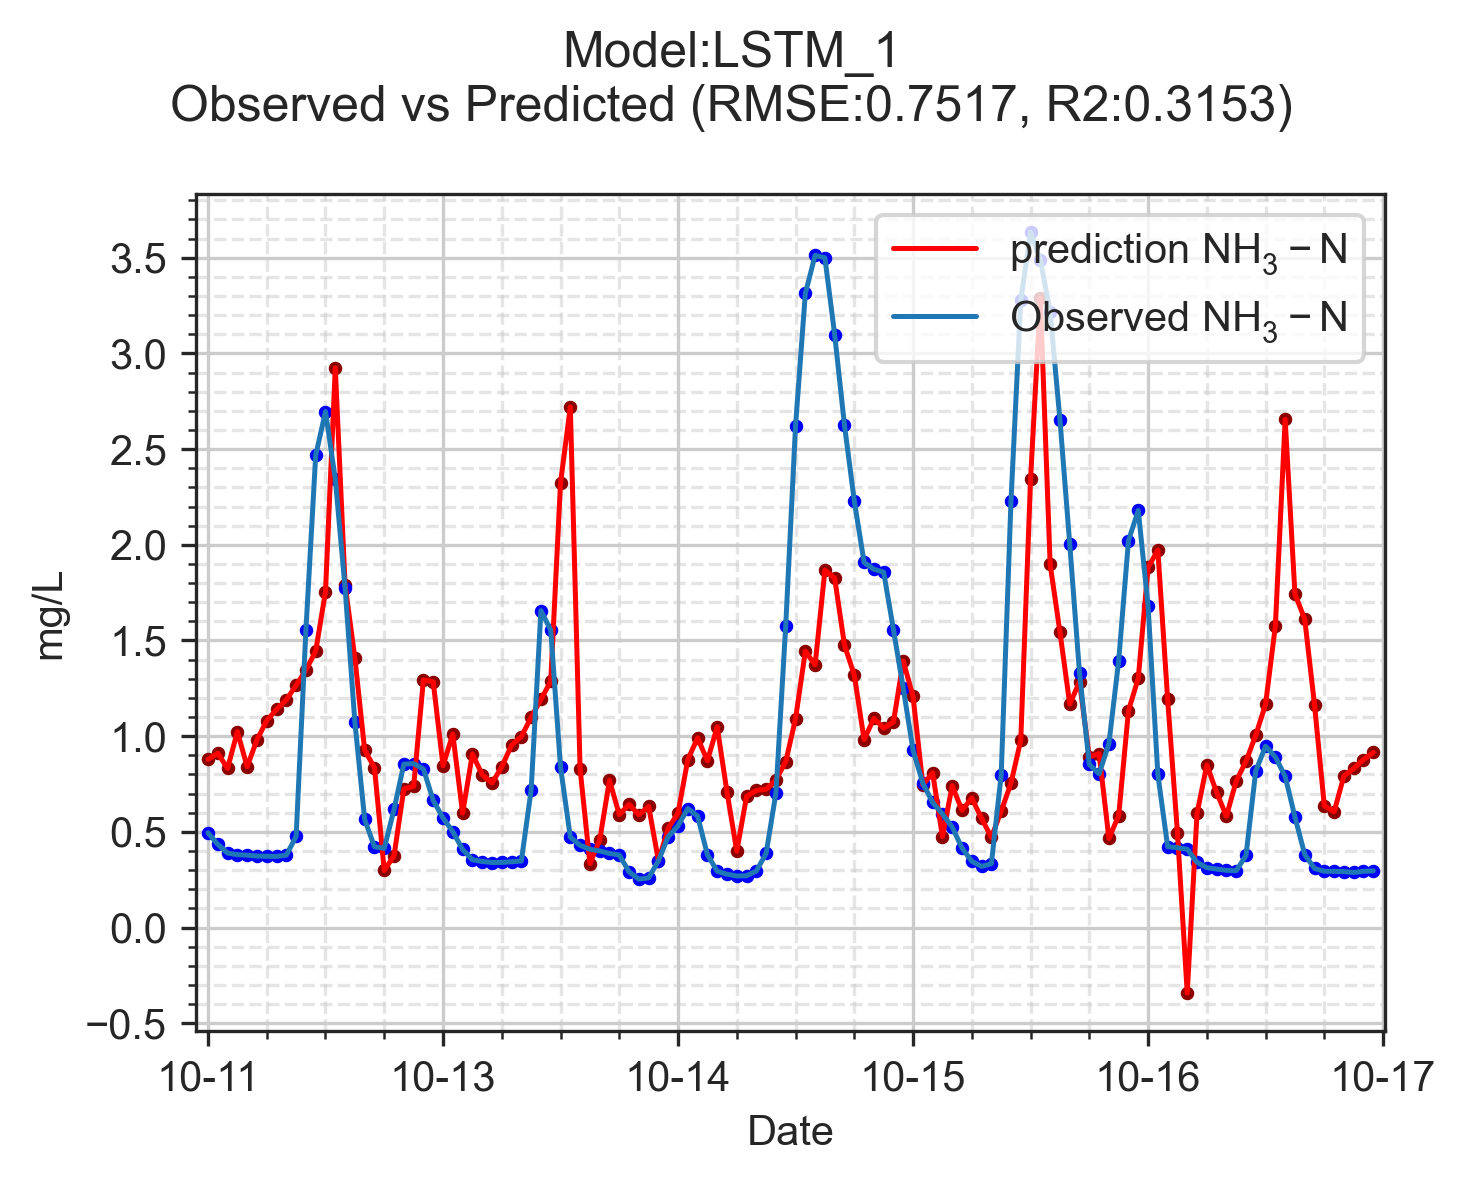 Model:LSTM_1
Observed vs Predicted (RMSE:0.7517, R2:0.3153)
prediction NH₃ − N
Observed NH₃ − N
3.5
3.0
2.5
2.0
1.5
1.0
0.5
0.0
−0.5
mg/L
10-11 10-13 10-14 10-15 10-16 10-17
Date